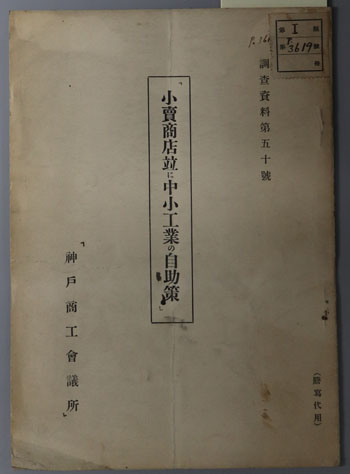 調査資料第五十號
小賣商店竝に中小工業の自助策
神戸商工會議所
(謄寫代用)
I
3619